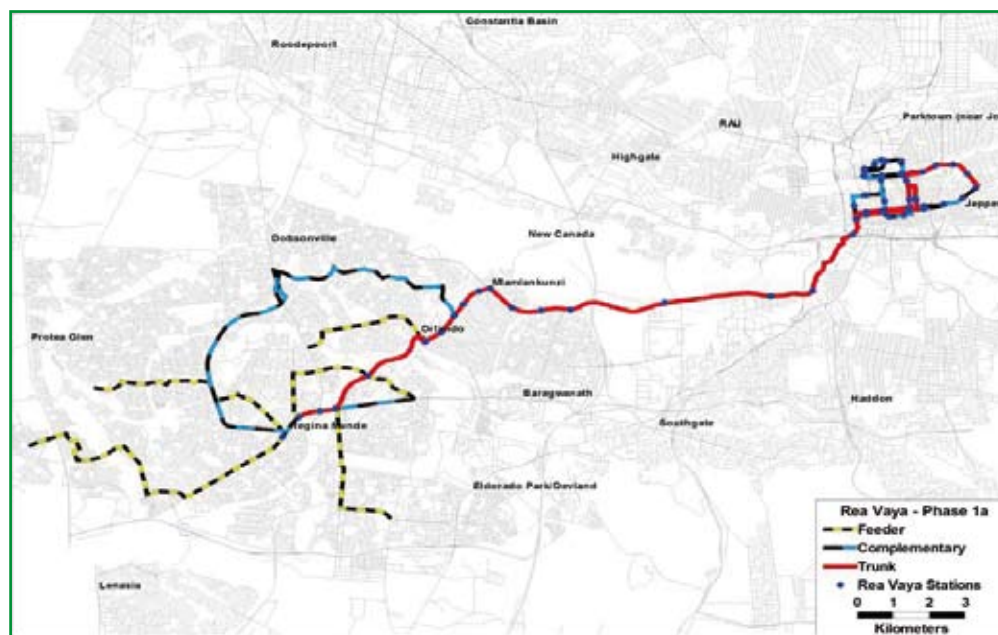 Constantia Basin
Roodepoort
Parktown (near Jo
RAU
Highgate
Jeppe
New Canada
Dobsonville
Mlamlankunzi
Orlando
Protea Glen
Baragwanath
Naddon
Regina Munde
Southgate
Eldorado Park/Devland
Lenasia
Rea Vaya - Phase 1a
Feeder
Complementary
Trunk
Rea Vaya Stations
0 1 2 3
Kilometers